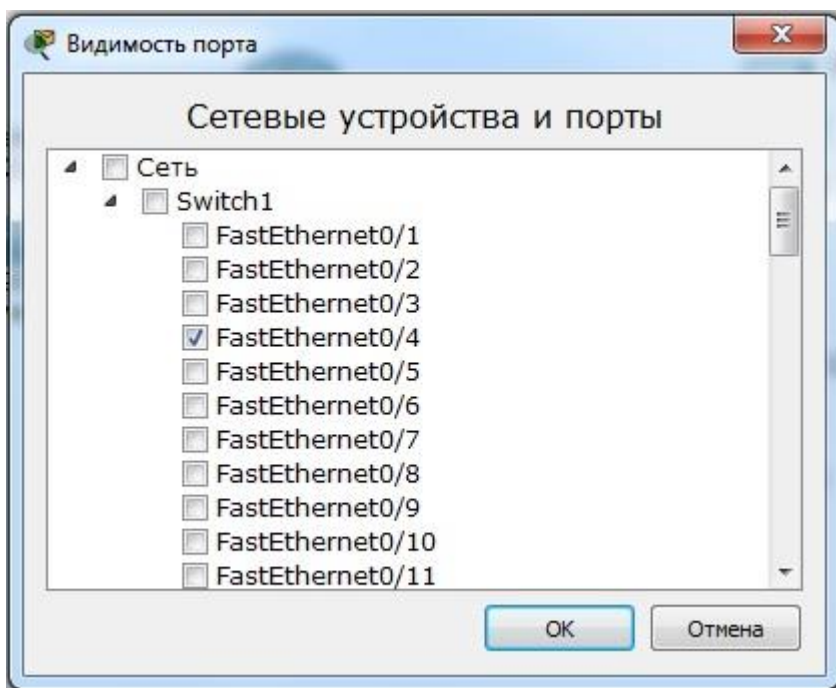 Видимость порта
Сетевые устройства и порты
Сеть
Switch1
FastEthernet0/1
FastEthernet0/2
FastEthernet0/3
FastEthernet0/4
FastEthernet0/5
FastEthernet0/6
FastEthernet0/7
FastEthernet0/8
FastEthernet0/9
FastEthernet0/10
FastEthernet0/11
OK
Отмена